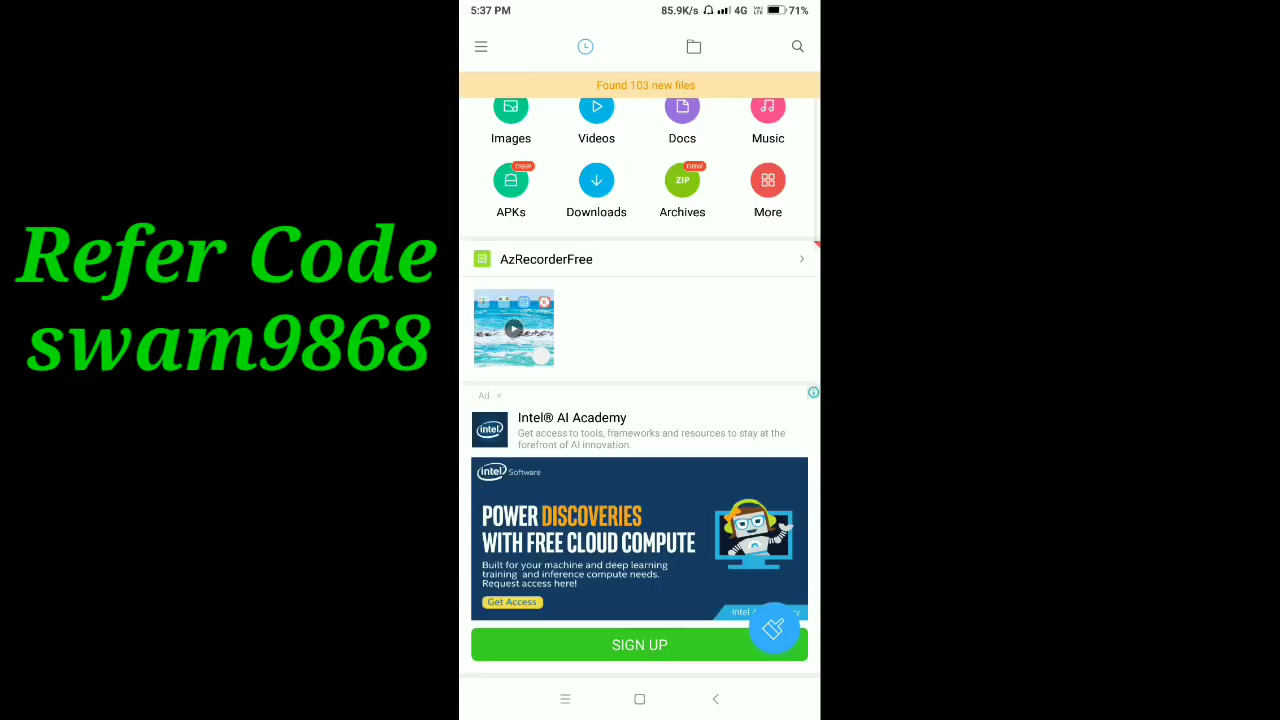 5:37 PM 85.9K/s 4G 71%
Found 103 new files
Images Videos Docs Music
new new
ZIP
APKs Downloads Archives More
Refer Code
swam9868
AzRecorderFree
Ad
Intel® AI Academy
intel
Get access to tools, frameworks and resources to stay at the
forefront of AI innovation.
intel Software
POWER DISCOVERIES
WITH FREE CLOUD COMPUTE
Built for your machine and deep learning
training and inference compute needs.
Request access here!
Get Access
Intel
SIGN UP